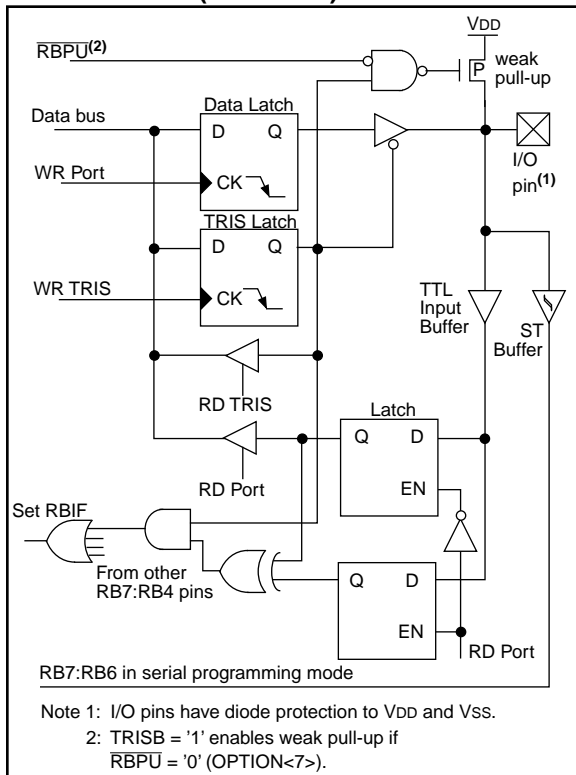 RBPU(2)
VDD
weak
pull-up
P
Data Latch
Data bus
D Q
WR Port
CK
I/O
pin(1)
TRIS Latch
D Q
WR TRIS
CK
TTL
Input
Buffer
ST
Buffer
RD TRIS
Latch
Q D
RD Port
EN
Set RBIF
From other
RB7:RB4 pins
Q D
EN
RD Port
RB7:RB6 in serial programming mode
Note 1: I/O pins have diode protection to VDD and VSS.
2: TRISB = '1' enables weak pull-up if
RBPU = '0' (OPTION<7>).